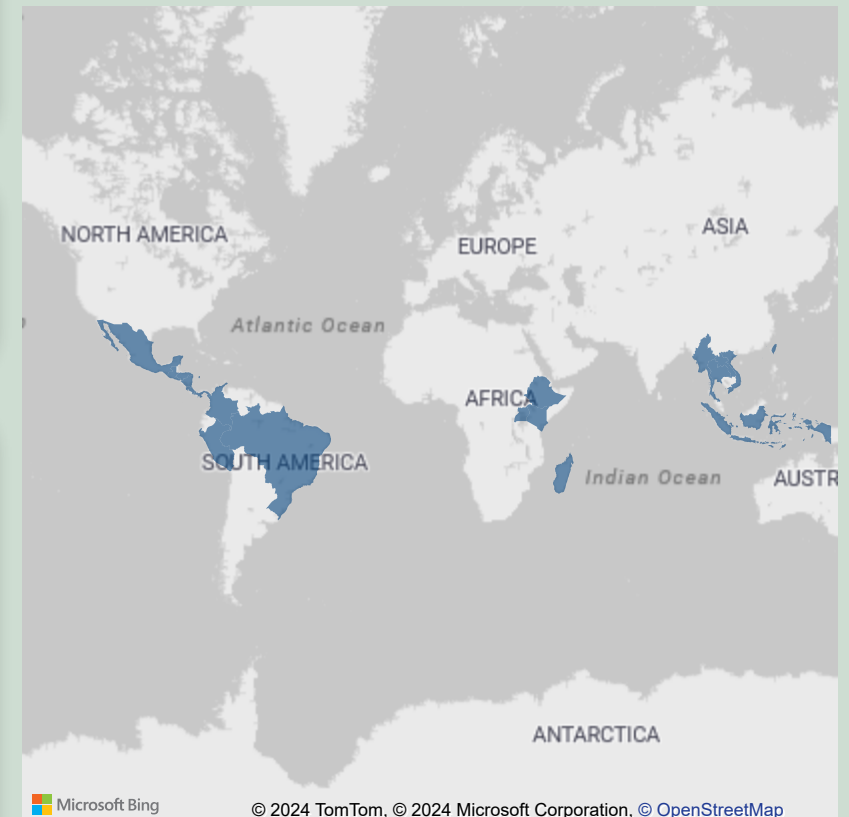 ASIA
NORTH AMERICA
EUROPE
Atlantic Ocean
AFRICA
SOUTH AMERICA
Indian Ocean
AUSTR
ANTARCTICA
Microsoft Bing
© 2024 TomTom, © 2024 Microsoft Corporation, © OpenStreetMap